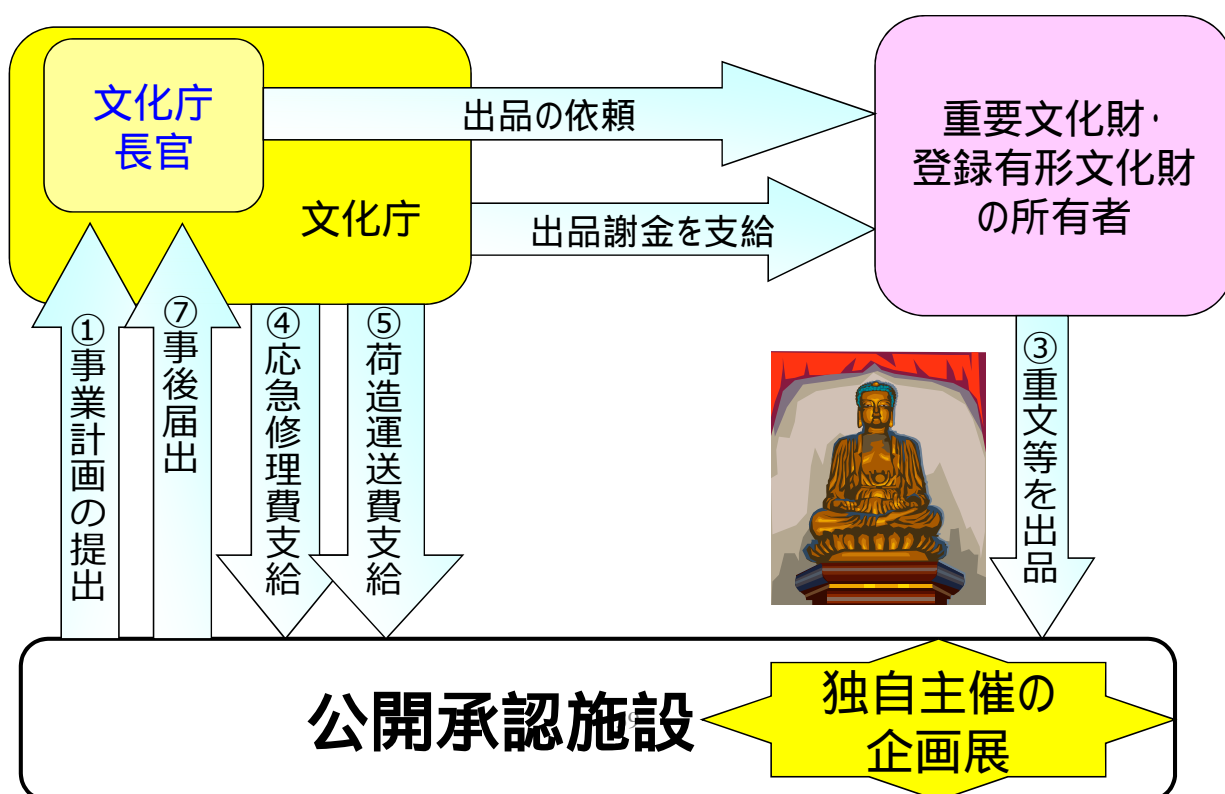 文化庁
長官
文化庁
出品の依頼
出品謝金を支給
重要文化財・
登録有形文化財
の所有者
①事業計画の提出
⑦事後届出
④応急修理費支給
⑤荷造運送費支給
③重文等を出品
公開承認施設
9
独自主催の
企画展